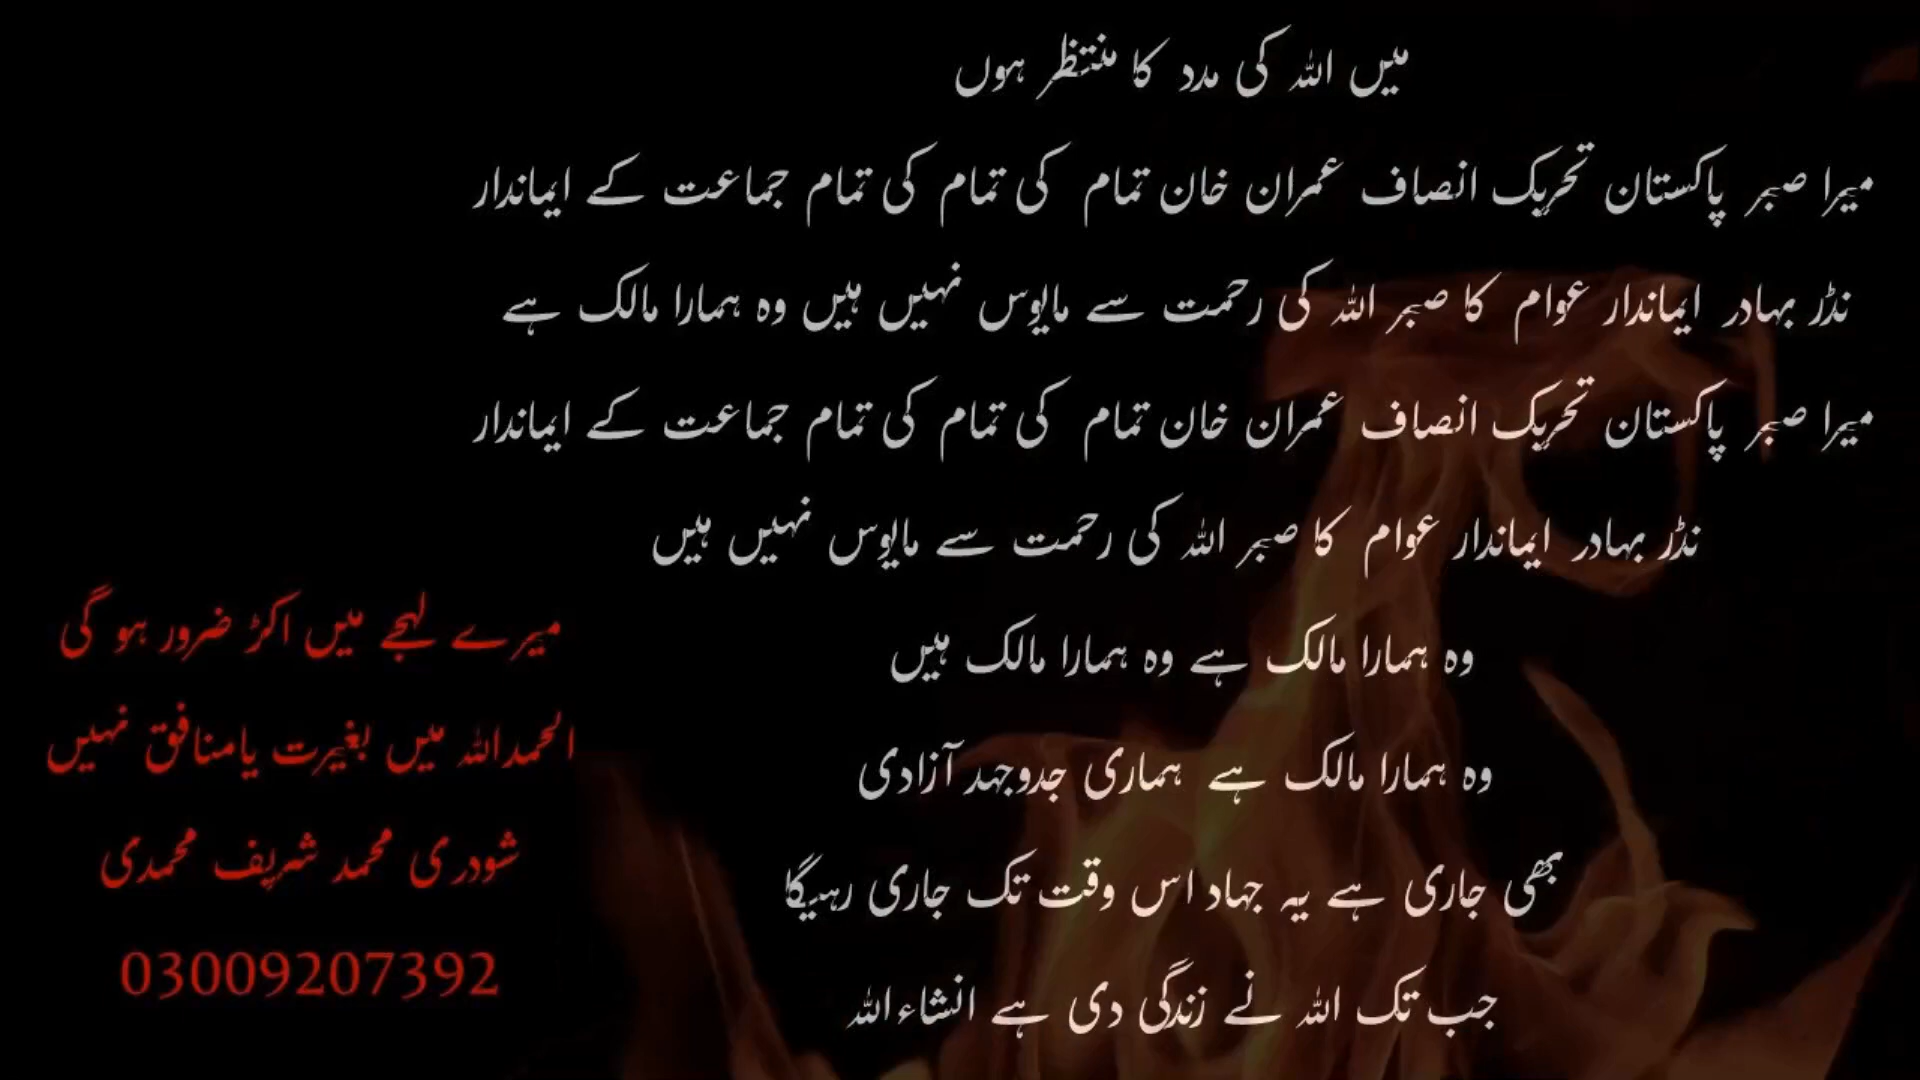 میں اللہ کی مدد کا منتظر ہوں
میرا صبر پاکستان تحریک انصاف عمران خان تمام کی تمام کی تمام جماعت کے ایماندار
نڈر بہادر ایماندار عوام کا صبر اللہ کی رحمت سے مایوس نہیں ہیں وہ ہمارا مالک ہے
میرا صبر پاکستان تحریک انصاف عمران خان تمام کی تمام کی تمام جماعت کے ایماندار
نڈر بہادر ایماندار عوام کا صبر اللہ کی رحمت سے مایوس نہیں ہیں
وہ ہمارا مالک ہے وہ ہمارا مالک ہیں
وہ ہمارا مالک ہے ہماری جدوجہد آزادی
بھی جاری ہے یہ جہاد اس وقت تک جاری رہیگا
جب تک اللہ نے زندگی دی ہے انشاء اللہ
میرے لہجے میں اکڑ ضرور ہو گی
الحمداللہ میں بغیرت یا منافق نہیں
شودری محمد شریف محمدی
03009207392